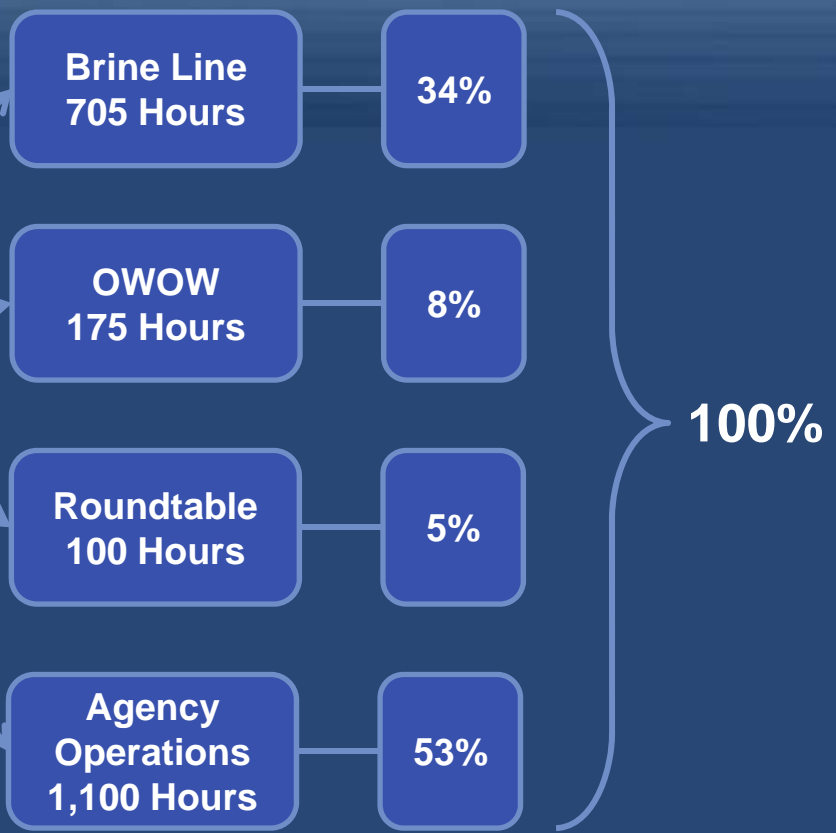 Brine Line
705 Hours
34%
OWOW
175 Hours
8%
100%
Roundtable
100 Hours
5%
Agency
Operations
1,100 Hours
53%